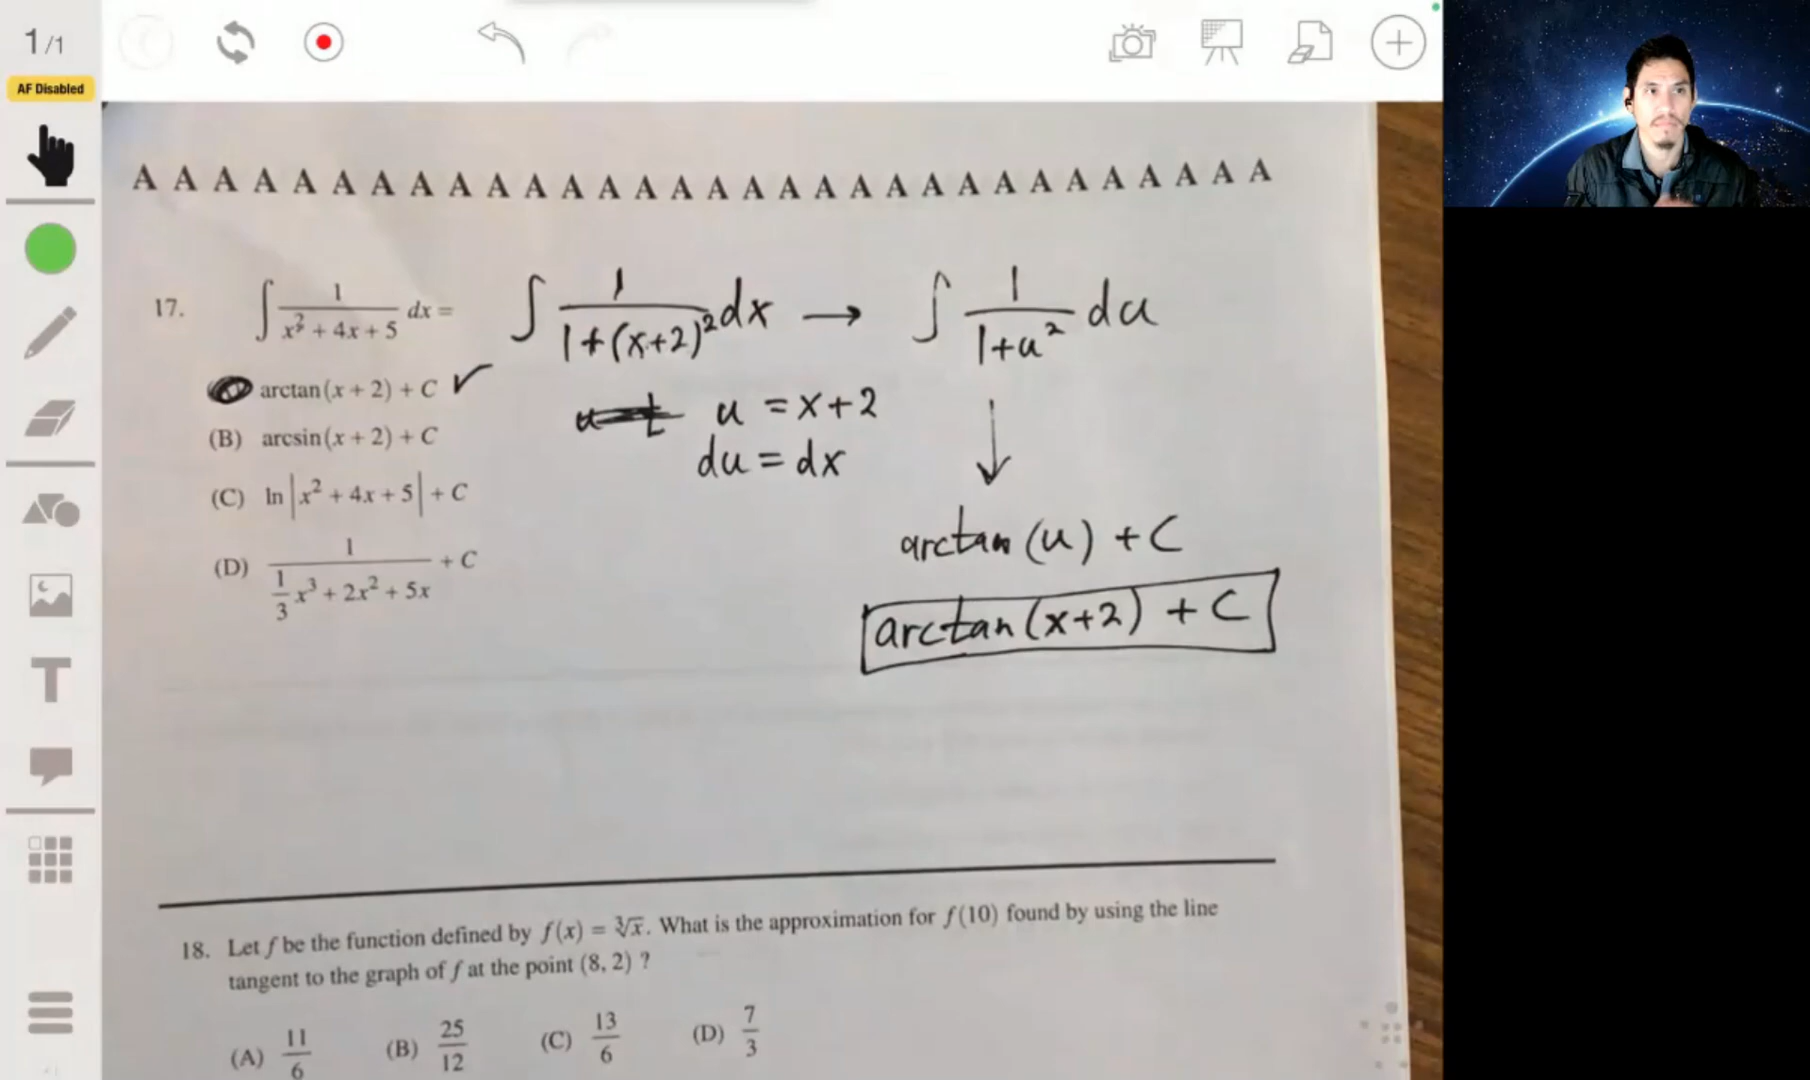 1/1
AF Disabled
A A A A A A A A A A A A A A A A A A A A A A A A A A A A A A A
17. ∫ 1/(x² + 4x + 5) dx =
∫ 1/(1+(x+2)²) dx → ∫ 1/(1+u²) du
arctan(x + 2) + C ✓
u = x+2
(B) arcsin(x + 2) + C
du = dx
(C) ln |x² + 4x + 5| + C
(D) 1/(1/3 x³ + 2x² + 5x) + C
arctan (u) + C
arctan (x+2) + C
18. Let f be the function defined by f(x) = ∛x. What is the approximation for f(10) found by using the line
tangent to the graph of f at the point (8, 2) ?
(A) 11/6 (B) 25/12 (C) 13/6 (D) 7/3
T